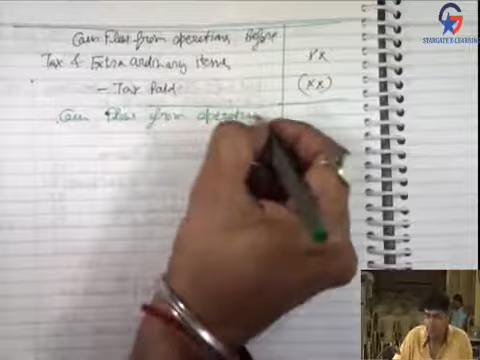 Cash Flow from operations Before
Tax & Extraordinary items xx
- Tax Paid (xx)
Cash Flow from operation
STARGATE E-LEARNING